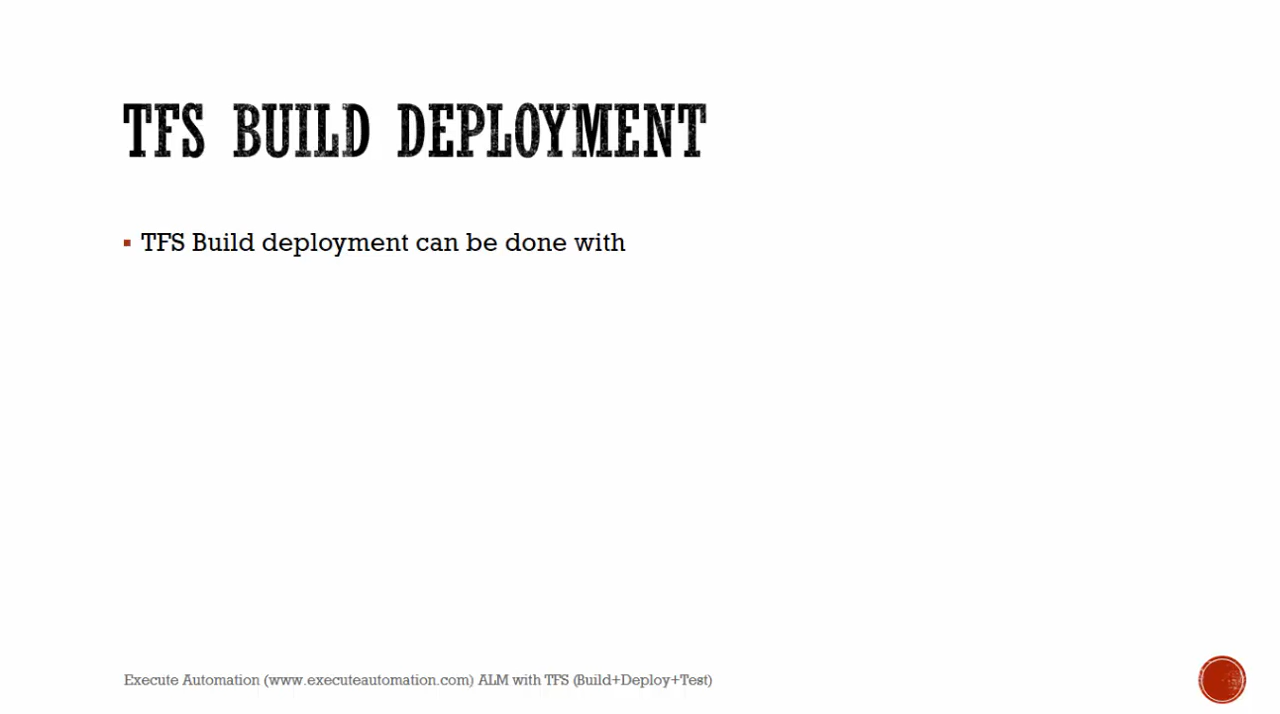 TFS BUILD DEPLOYMENT
TFS Build deployment can be done with
Execute Automation (www.executeautomation.com) ALM with TFS (Build+Deploy+Test)